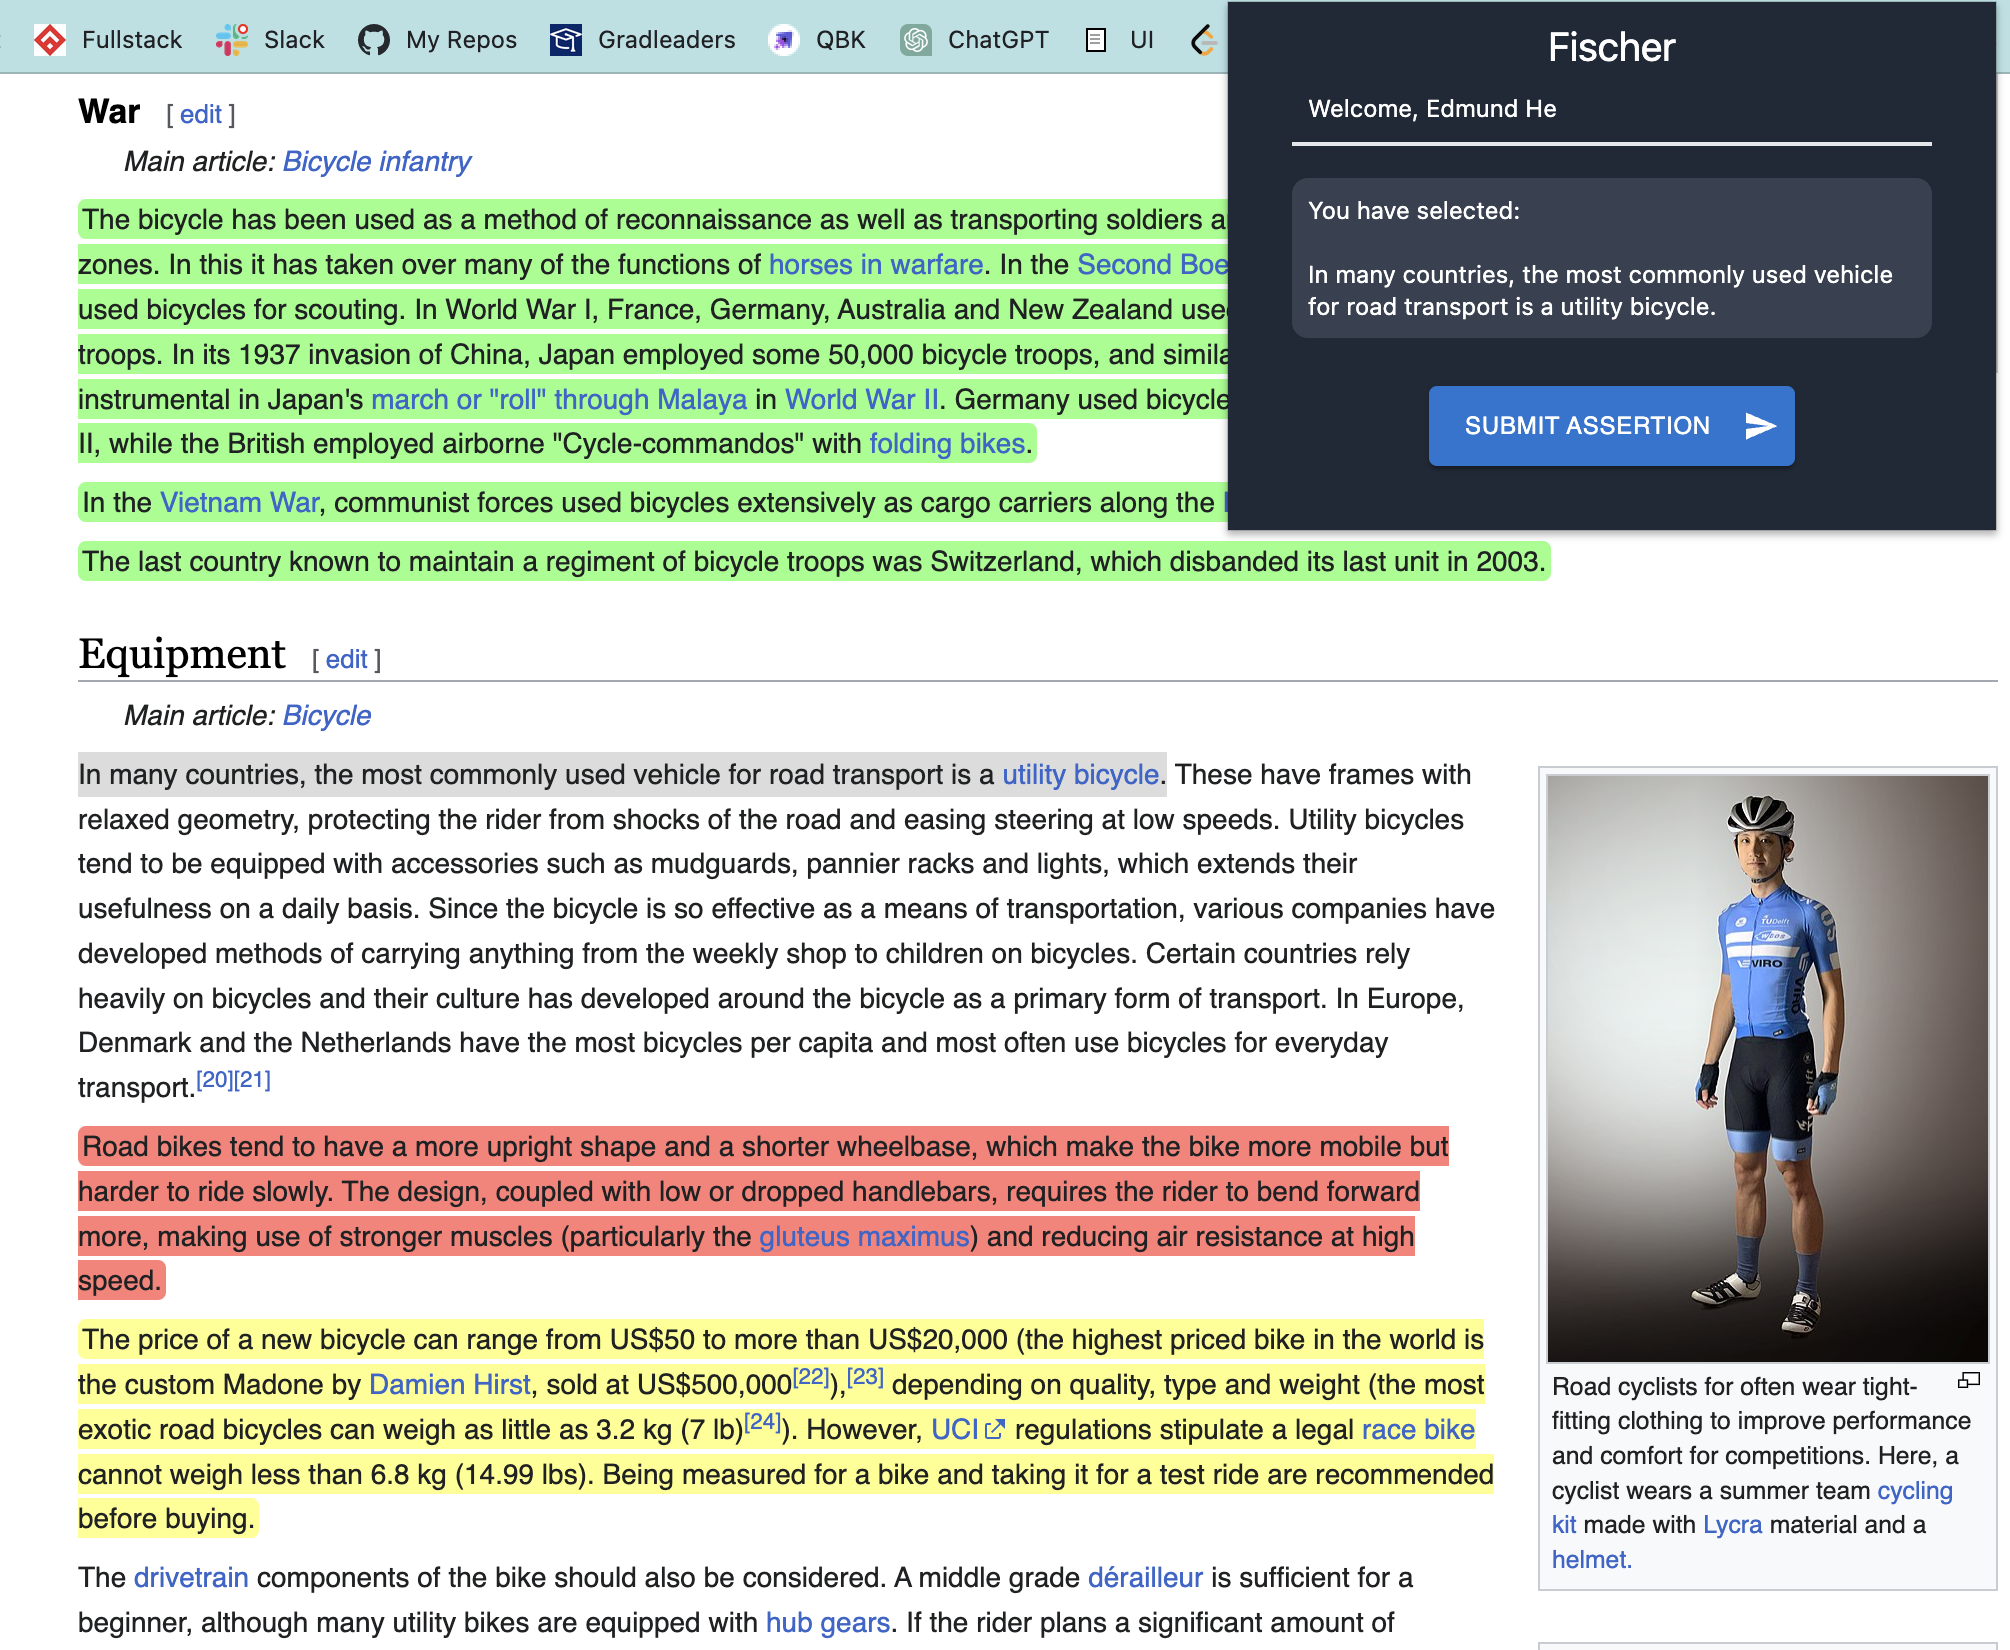 Fullstack Slack My Repos Gradleaders QBK ChatGPT UI
Fischer
Welcome, Edmund He
You have selected:
In many countries, the most commonly used vehicle
for road transport is a utility bicycle.
SUBMIT ASSERTION
War [ edit ]
Main article: Bicycle infantry
The bicycle has been used as a method of reconnaissance as well as transporting soldiers
zones. In this it has taken over many of the functions of horses in warfare. In the Second
used bicycles for scouting. In World War I, France, Germany, Australia and New Zealand
troops. In its 1937 invasion of China, Japan employed some 50,000 bicycle troops, and
instrumental in Japan's march or "roll" through Malaya in World War II. Germany used
II, while the British employed airborne "Cycle-commandos" with folding bikes.
In the Vietnam War, communist forces used bicycles extensively as cargo carriers along the
The last country known to maintain a regiment of bicycle troops was Switzerland, which disbanded its last unit in 2003.
Equipment [ edit ]
Main article: Bicycle
In many countries, the most commonly used vehicle for road transport is a utility bicycle. These have frames with
relaxed geometry, protecting the rider from shocks of the road and easing steering at low speeds. Utility bicycles
tend to be equipped with accessories such as mudguards, pannier racks and lights, which extends their
usefulness on a daily basis. Since the bicycle is so effective as a means of transportation, various companies have
developed methods of carrying anything from the weekly shop to children on bicycles. Certain countries rely
heavily on bicycles and their culture has developed around the bicycle as a primary form of transport. In Europe,
Denmark and the Netherlands have the most bicycles per capita and most often use bicycles for everyday
transport.[20][21]
Road bikes tend to have a more upright shape and a shorter wheelbase, which make the bike more mobile but
harder to ride slowly. The design, coupled with low or dropped handlebars, requires the rider to bend forward
more, making use of stronger muscles (particularly the gluteus maximus) and reducing air resistance at high
speed.
The price of a new bicycle can range from US$50 to more than US$20,000 (the highest priced bike in the world is
the custom Madone by Damien Hirst, sold at US$500,000[22]),[23] depending on quality, type and weight (the most
exotic road bicycles can weigh as little as 3.2 kg (7 lb)[24]). However, UCI regulations stipulate a legal race bike
cannot weigh less than 6.8 kg (14.99 lbs). Being measured for a bike and taking it for a test ride are recommended
before buying.
The drivetrain components of the bike should also be considered. A middle grade dérailleur is sufficient for a
beginner, although many utility bikes are equipped with hub gears. If the rider plans a significant amount of
TUDelft
VIRO
Road cyclists for often wear tight-
fitting clothing to improve performance
and comfort for competitions. Here, a
cyclist wears a summer team cycling
kit made with Lycra material and a
helmet.